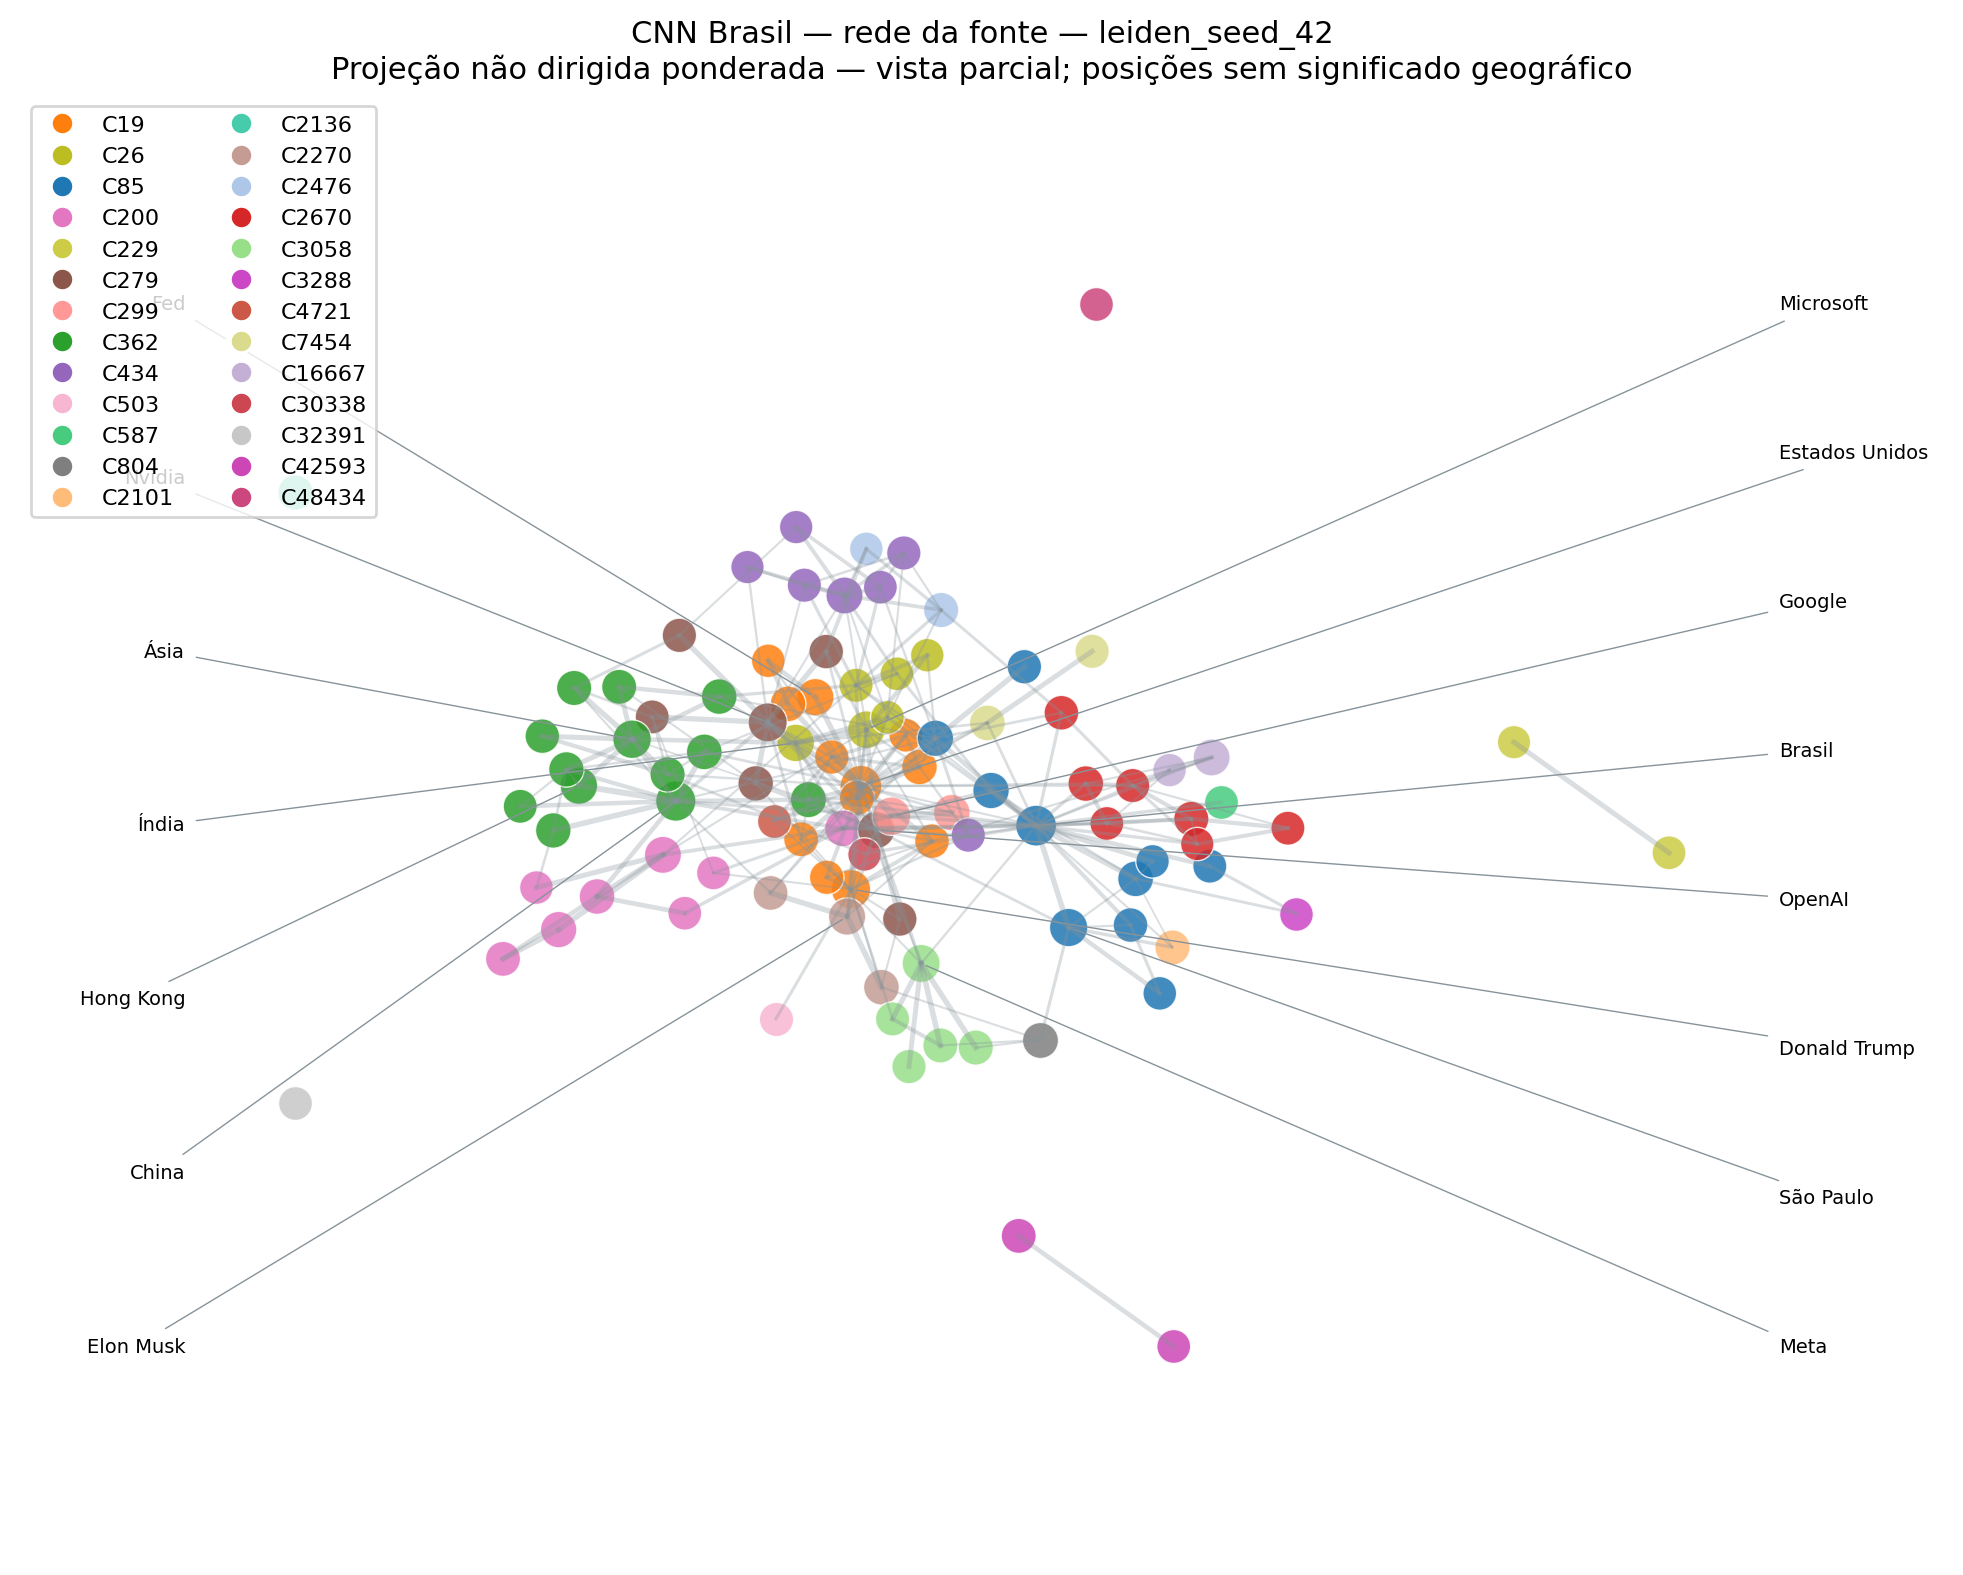 CNN Brasil — rede da fonte — leiden_seed_42
Projeção não dirigida ponderada — vista parcial; posições sem significado geográfico
C19
C26
C85
C200
C229
C279
C299
C362
C434
C503
C587
C804
C2101
C2136
C2270
C2476
C2670
C3058
C3288
C4721
C7454
C16667
C30338
C32391
C42593
C48434
Fed
Nvidia
Ásia
Índia
Hong Kong
China
Elon Musk
Microsoft
Estados Unidos
Google
Brasil
OpenAI
Donald Trump
São Paulo
Meta